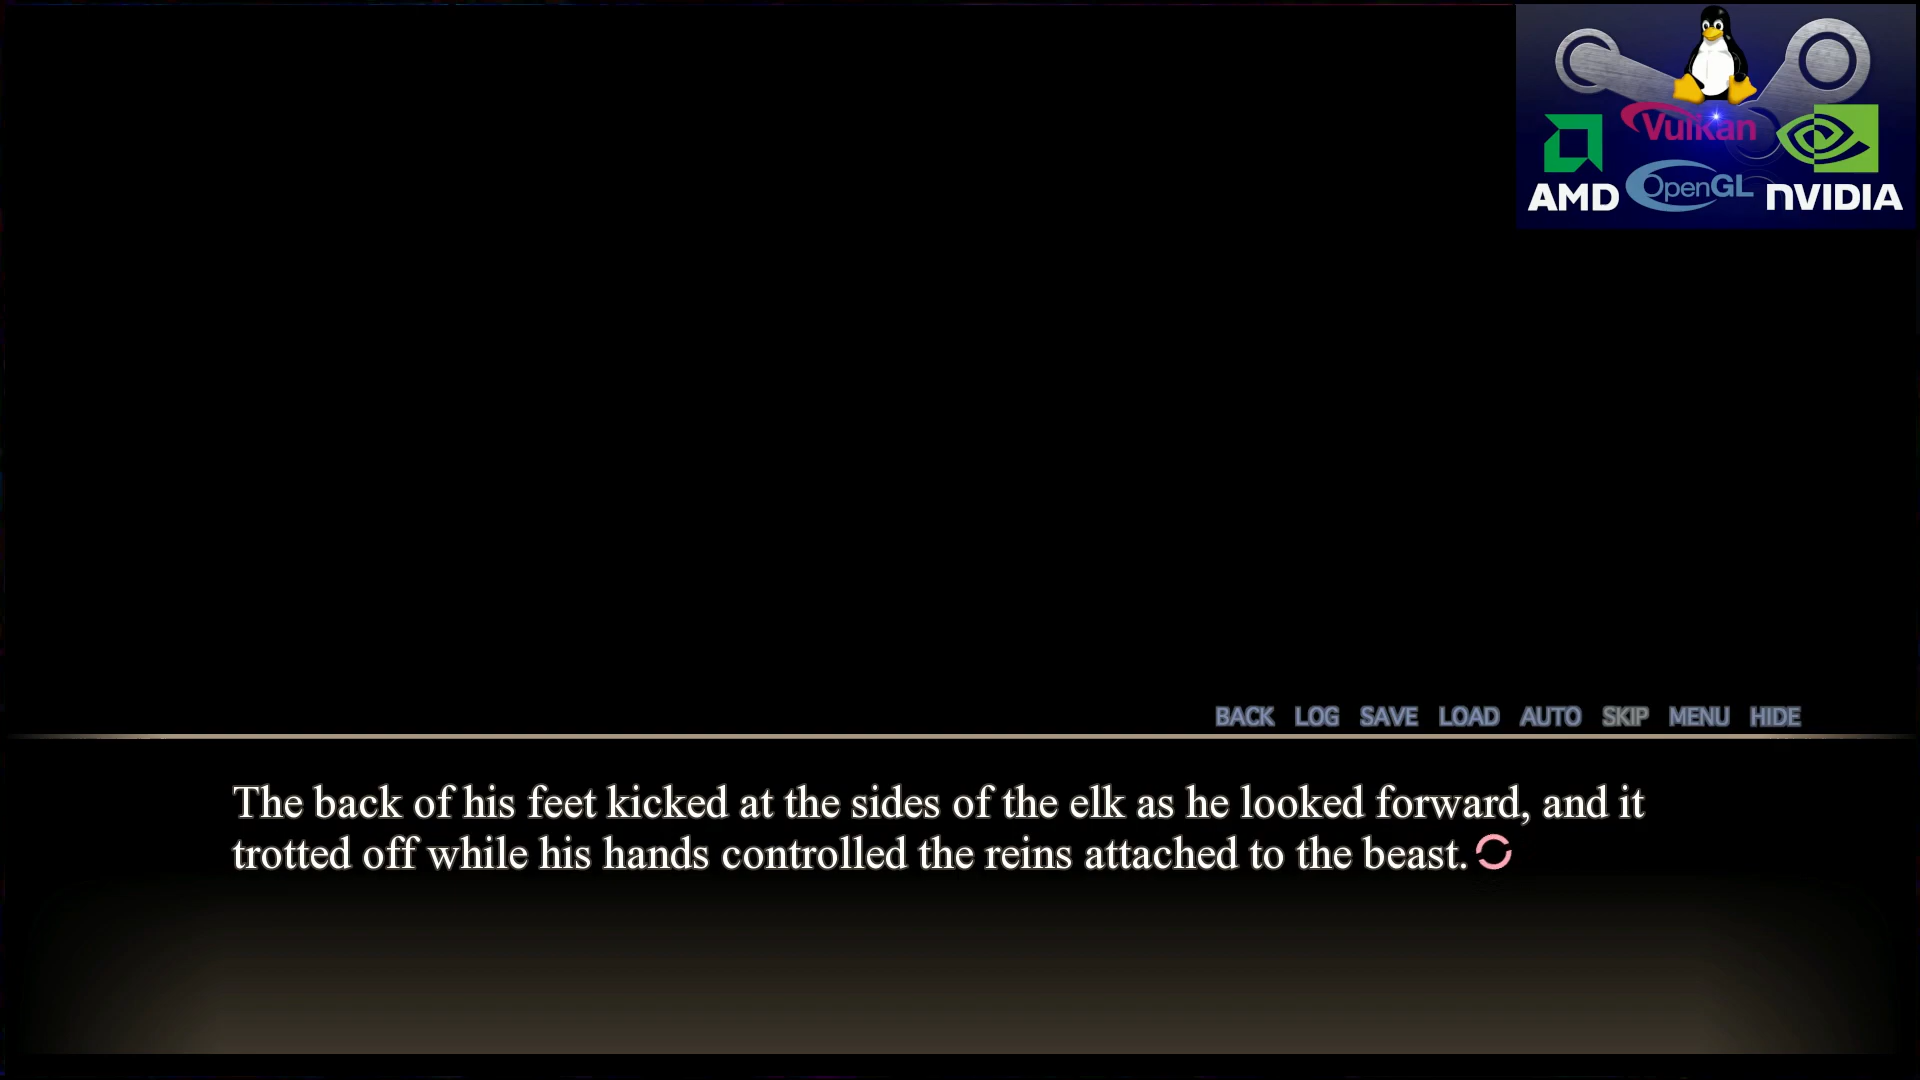 Vulkan
AMD
OpenGL
NVIDIA
BACK LOG SAVE LOAD AUTO SKIP MENU HIDE
The back of his feet kicked at the sides of the elk as he looked forward, and it
trotted off while his hands controlled the reins attached to the beast.